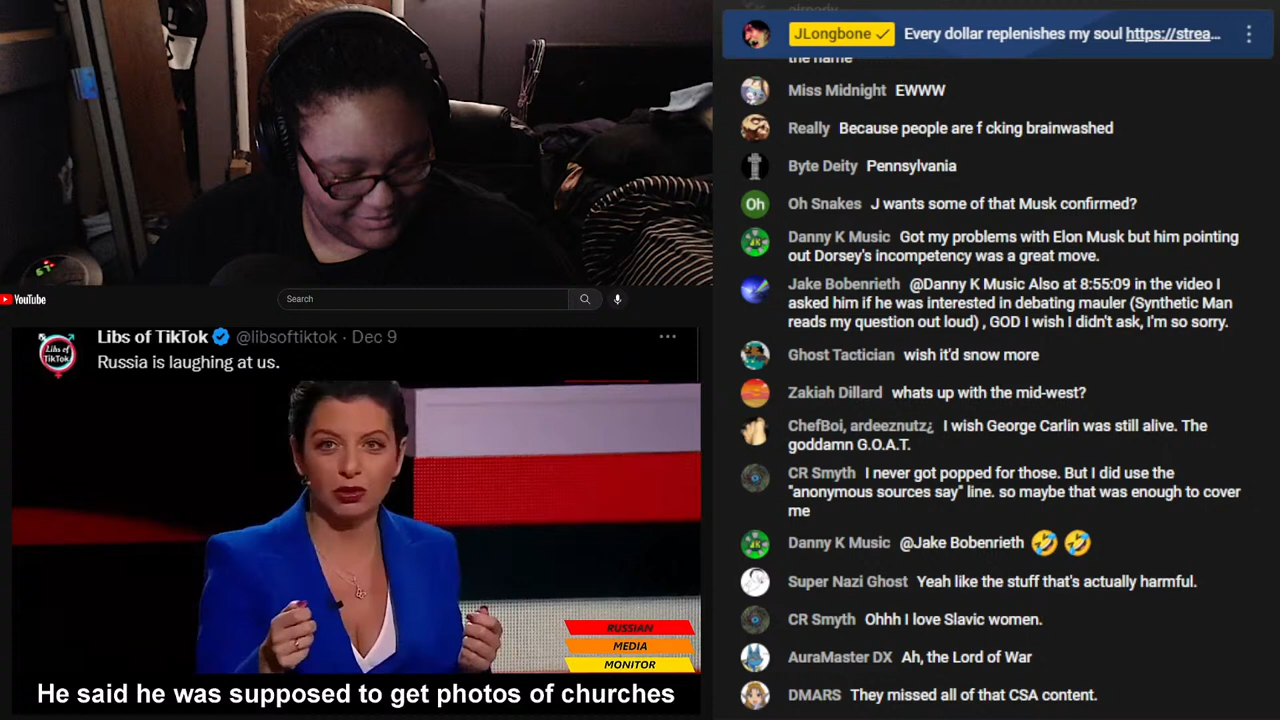 already
JLongbone ✓ Every dollar replenishes my soul https://strea...
the name
Miss Midnight EWWW
Really Because people are f cking brainwashed
Byte Deity Pennsylvania
Oh
Oh Snakes J wants some of that Musk confirmed?
Danny K Music Got my problems with Elon Musk but him pointing
out Dorsey's incompetency was a great move.
Jake Bobenrieth @Danny K Music Also at 8:55:09 in the video I
asked him if he was interested in debating mauler (Synthetic Man
reads my question out loud) , GOD I wish I didn't ask, I'm so sorry.
Ghost Tactician wish it'd snow more
Zakiah Dillard whats up with the mid-west?
ChefBoi, ardeeznutz¿ I wish George Carlin was still alive. The
goddamn G.O.A.T.
CR Smyth I never got popped for those. But I did use the
"anonymous sources say" line. so maybe that was enough to cover
me
Danny K Music @Jake Bobenrieth 🤣 🤣
Super Nazi Ghost Yeah like the stuff that's actually harmful.
CR Smyth Ohhh I love Slavic women.
AuraMaster DX Ah, the Lord of War
DMARS They missed all of that CSA content.
YouTube
Search
Libs of TikTok @libsoftiktok · Dec 9
Libs of
TikTok
Russia is laughing at us.
RUSSIAN
MEDIA
MONITOR
He said he was supposed to get photos of churches